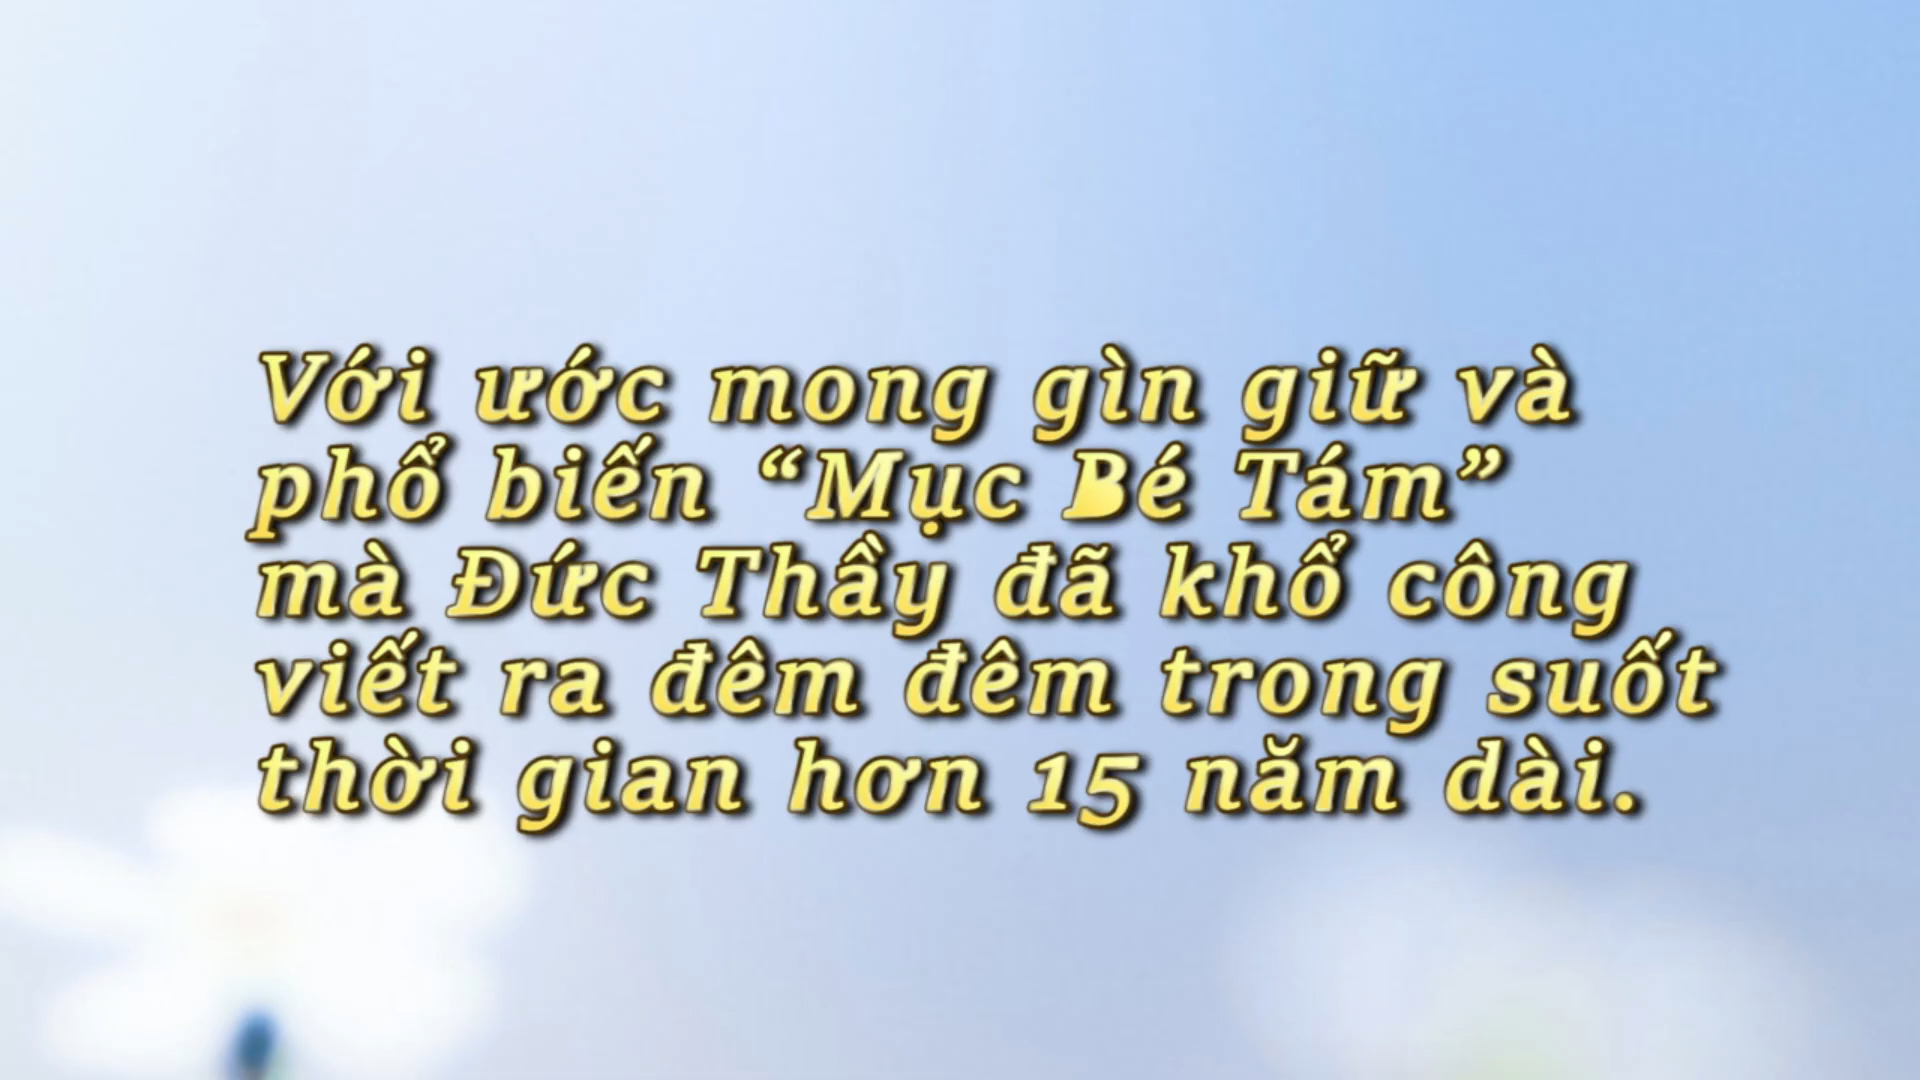 Với ước mong gìn giữ và
phổ biến “Mục Bé Tám”
mà Đức Thầy đã khổ công
viết ra đêm đêm trong suốt
thời gian hơn 15 năm dài.